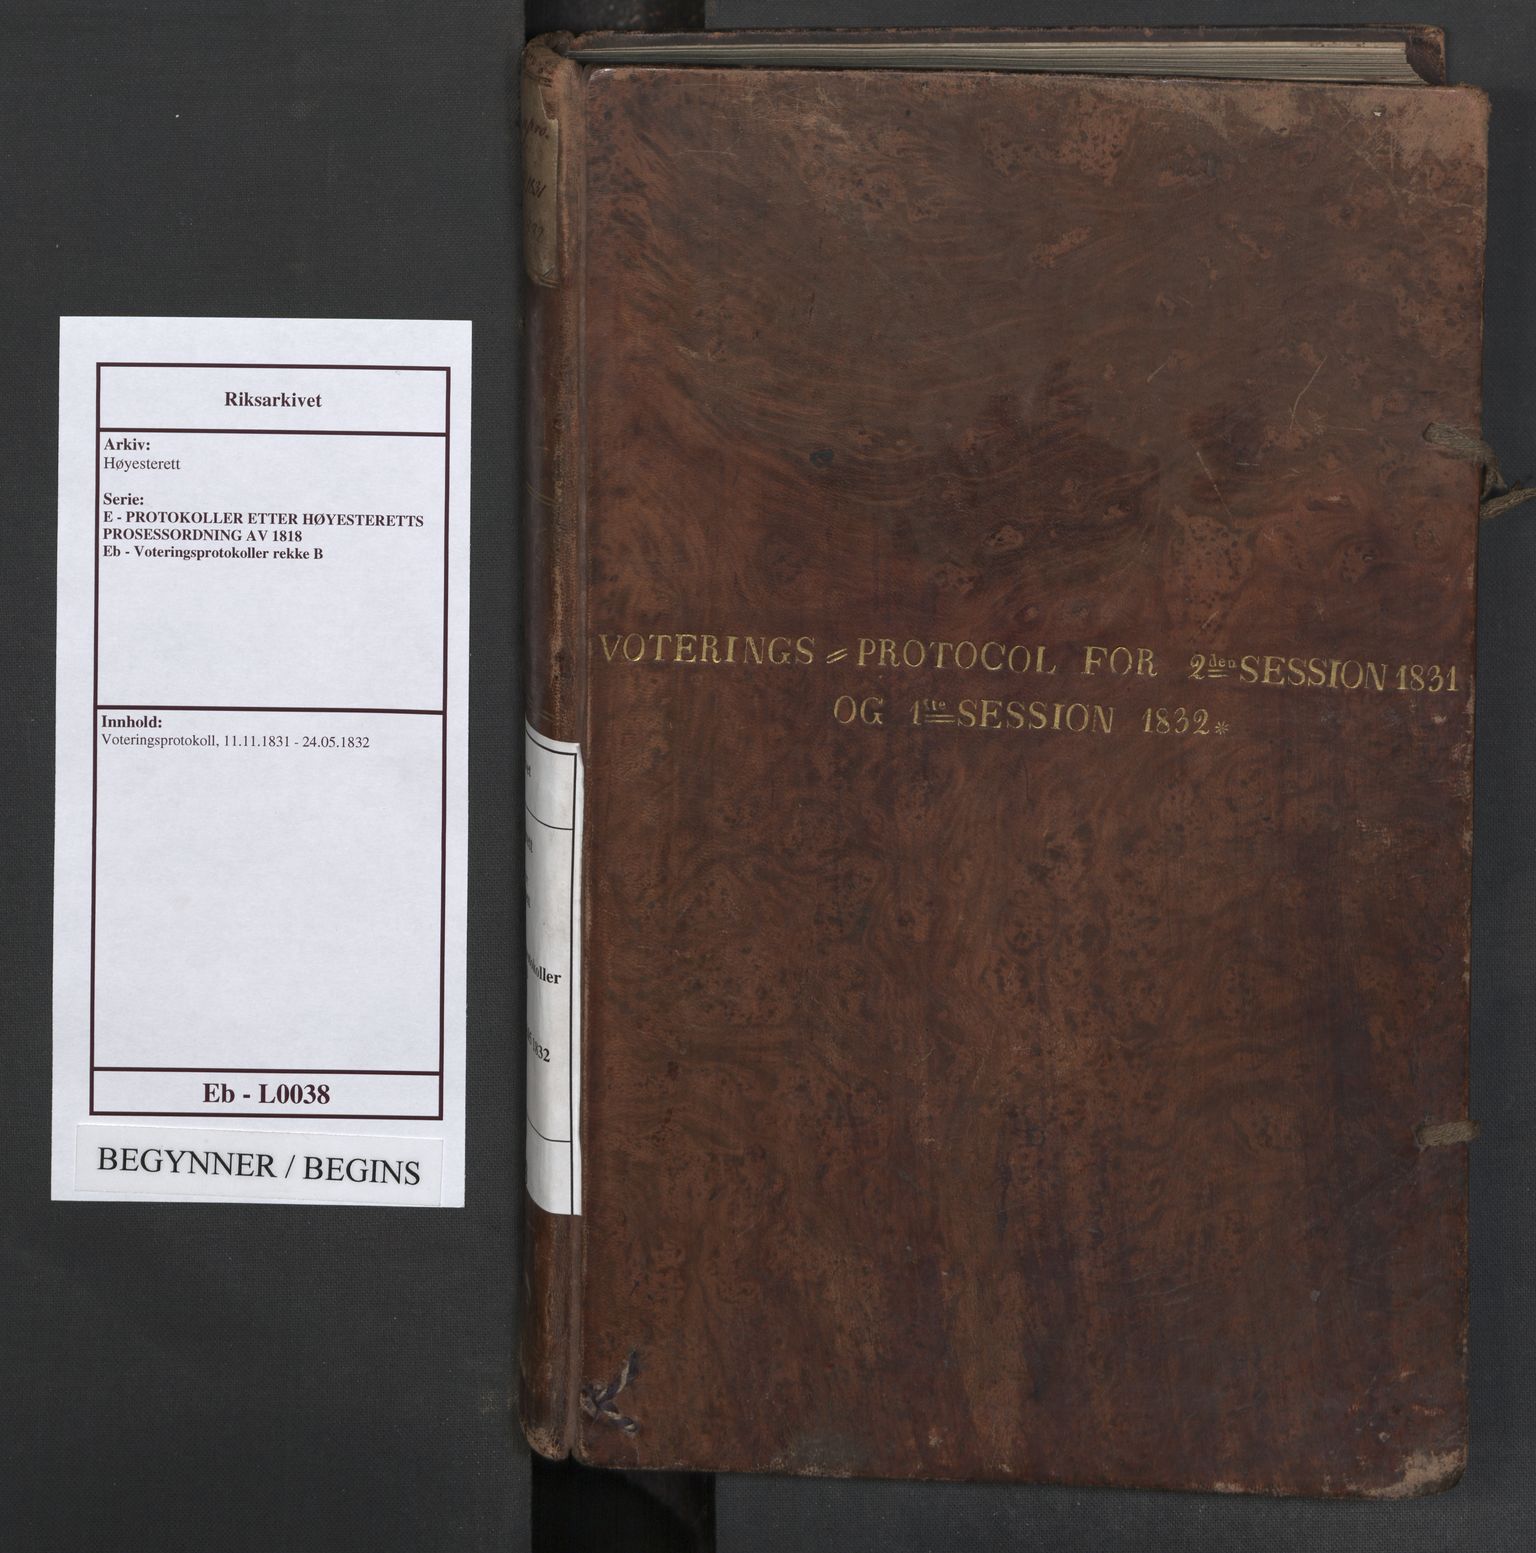 Riksarkivet
Arkiv:
Høyesterett
Serie:
E - PROTOKOLLER ETTER HØYESTERETTS
PROSESSORDNING AV 1818
Eb - Voteringsprotokoller rekke B
Innhold:
Voteringsprotokoll, 11.11.1831 - 24.05.1832
Eb - L0038
BEGYNNER / BEGINS
VOTERINGS = PROTOCOL FOR 2den SESSION 1831
OG 1ste SESSION 1832*
1832